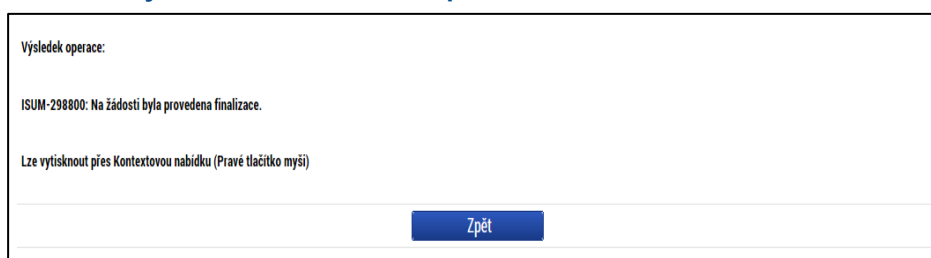 Výsledek operace:
ISUM-298800: Na žádosti byla provedena finalizace.
Lze vytisknout přes Kontextovou nabídku (Pravé tlačítko myši)
Zpět